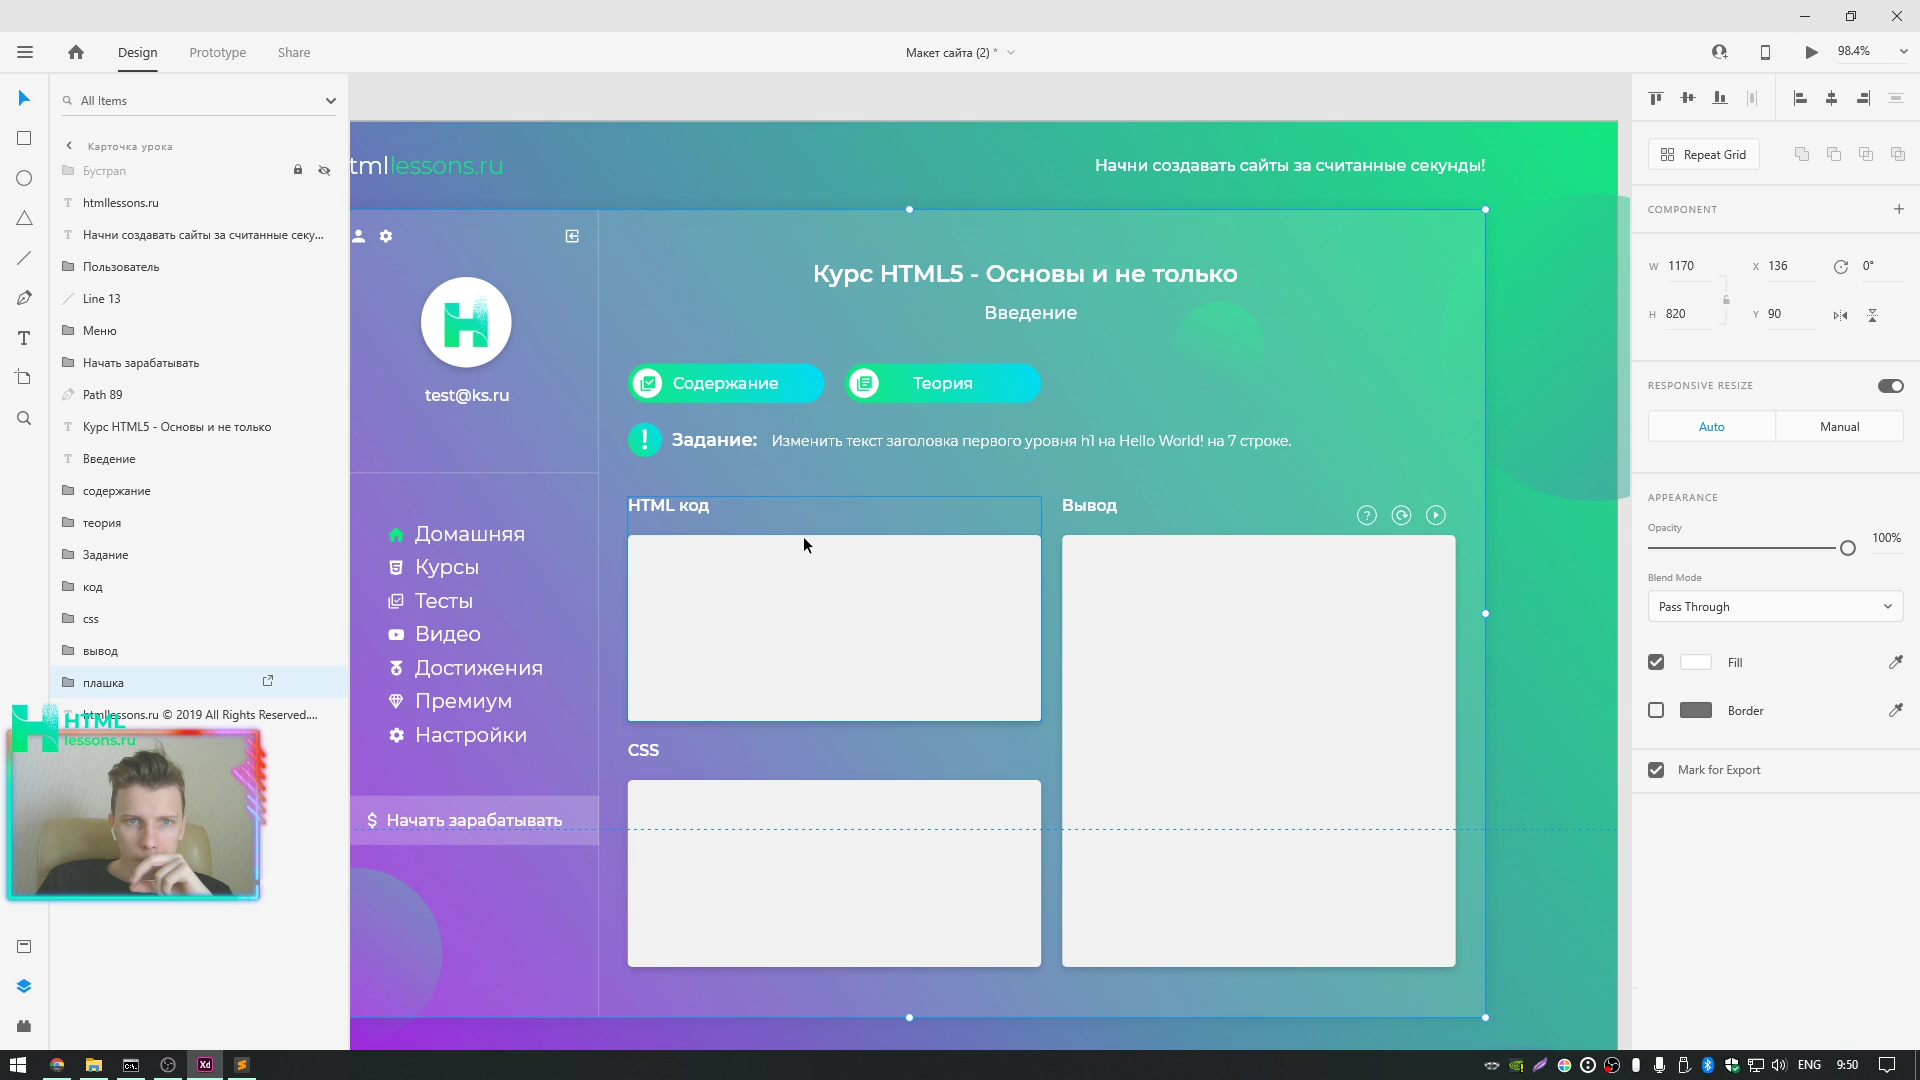 Design
Prototype
Share
Макет сайта (2) *
98.4%
All Items
Карточка урока
Бустрап
htmllessons.ru
Начни создавать сайты за считанные секу...
Пользователь
Line 13
Меню
Начать зарабатывать
Path 89
Курс HTML5 - Основы и не только
Введение
содержание
теория
Задание
код
css
вывод
плашка
htmllessons.ru © 2019 All Rights Reserved....
HTML
lessons.ru
tmllessons.ru
Начни создавать сайты за считанные секунды!
test@ks.ru
Домашняя
Курсы
Тесты
Видео
Достижения
Премиум
Настройки
$ Начать зарабатывать
Курс HTML5 - Основы и не только
Введение
Содержание
Теория
! Задание: Изменить текст заголовка первого уровня h1 на Hello World! на 7 строке.
HTML код
Вывод
?
CSS
Repeat Grid
COMPONENT
W 1170
X 136
0°
H 820
Y 90
RESPONSIVE RESIZE
Auto
Manual
APPEARANCE
Opacity
100%
Blend Mode
Pass Through
Fill
Border
Mark for Export
Xd
ENG
9:50